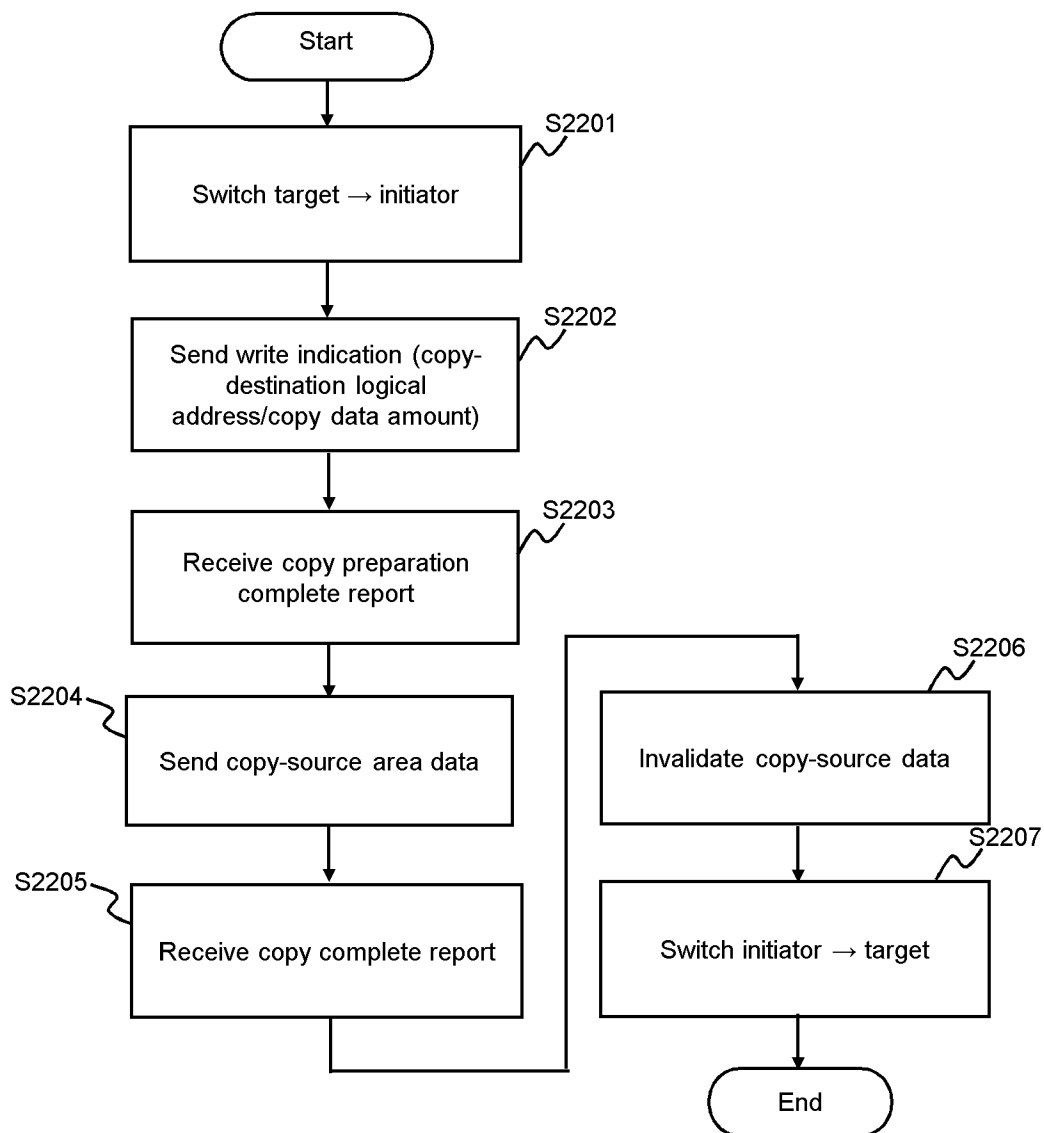 Start
S2201
Switch target → initiator
S2202
Send write indication (copy-
destination logical
address/copy data amount)
S2203
Receive copy preparation
complete report
S2204
Send copy-source area data
S2205
Receive copy complete report
S2206
Invalidate copy-source data
S2207
Switch initiator → target
End